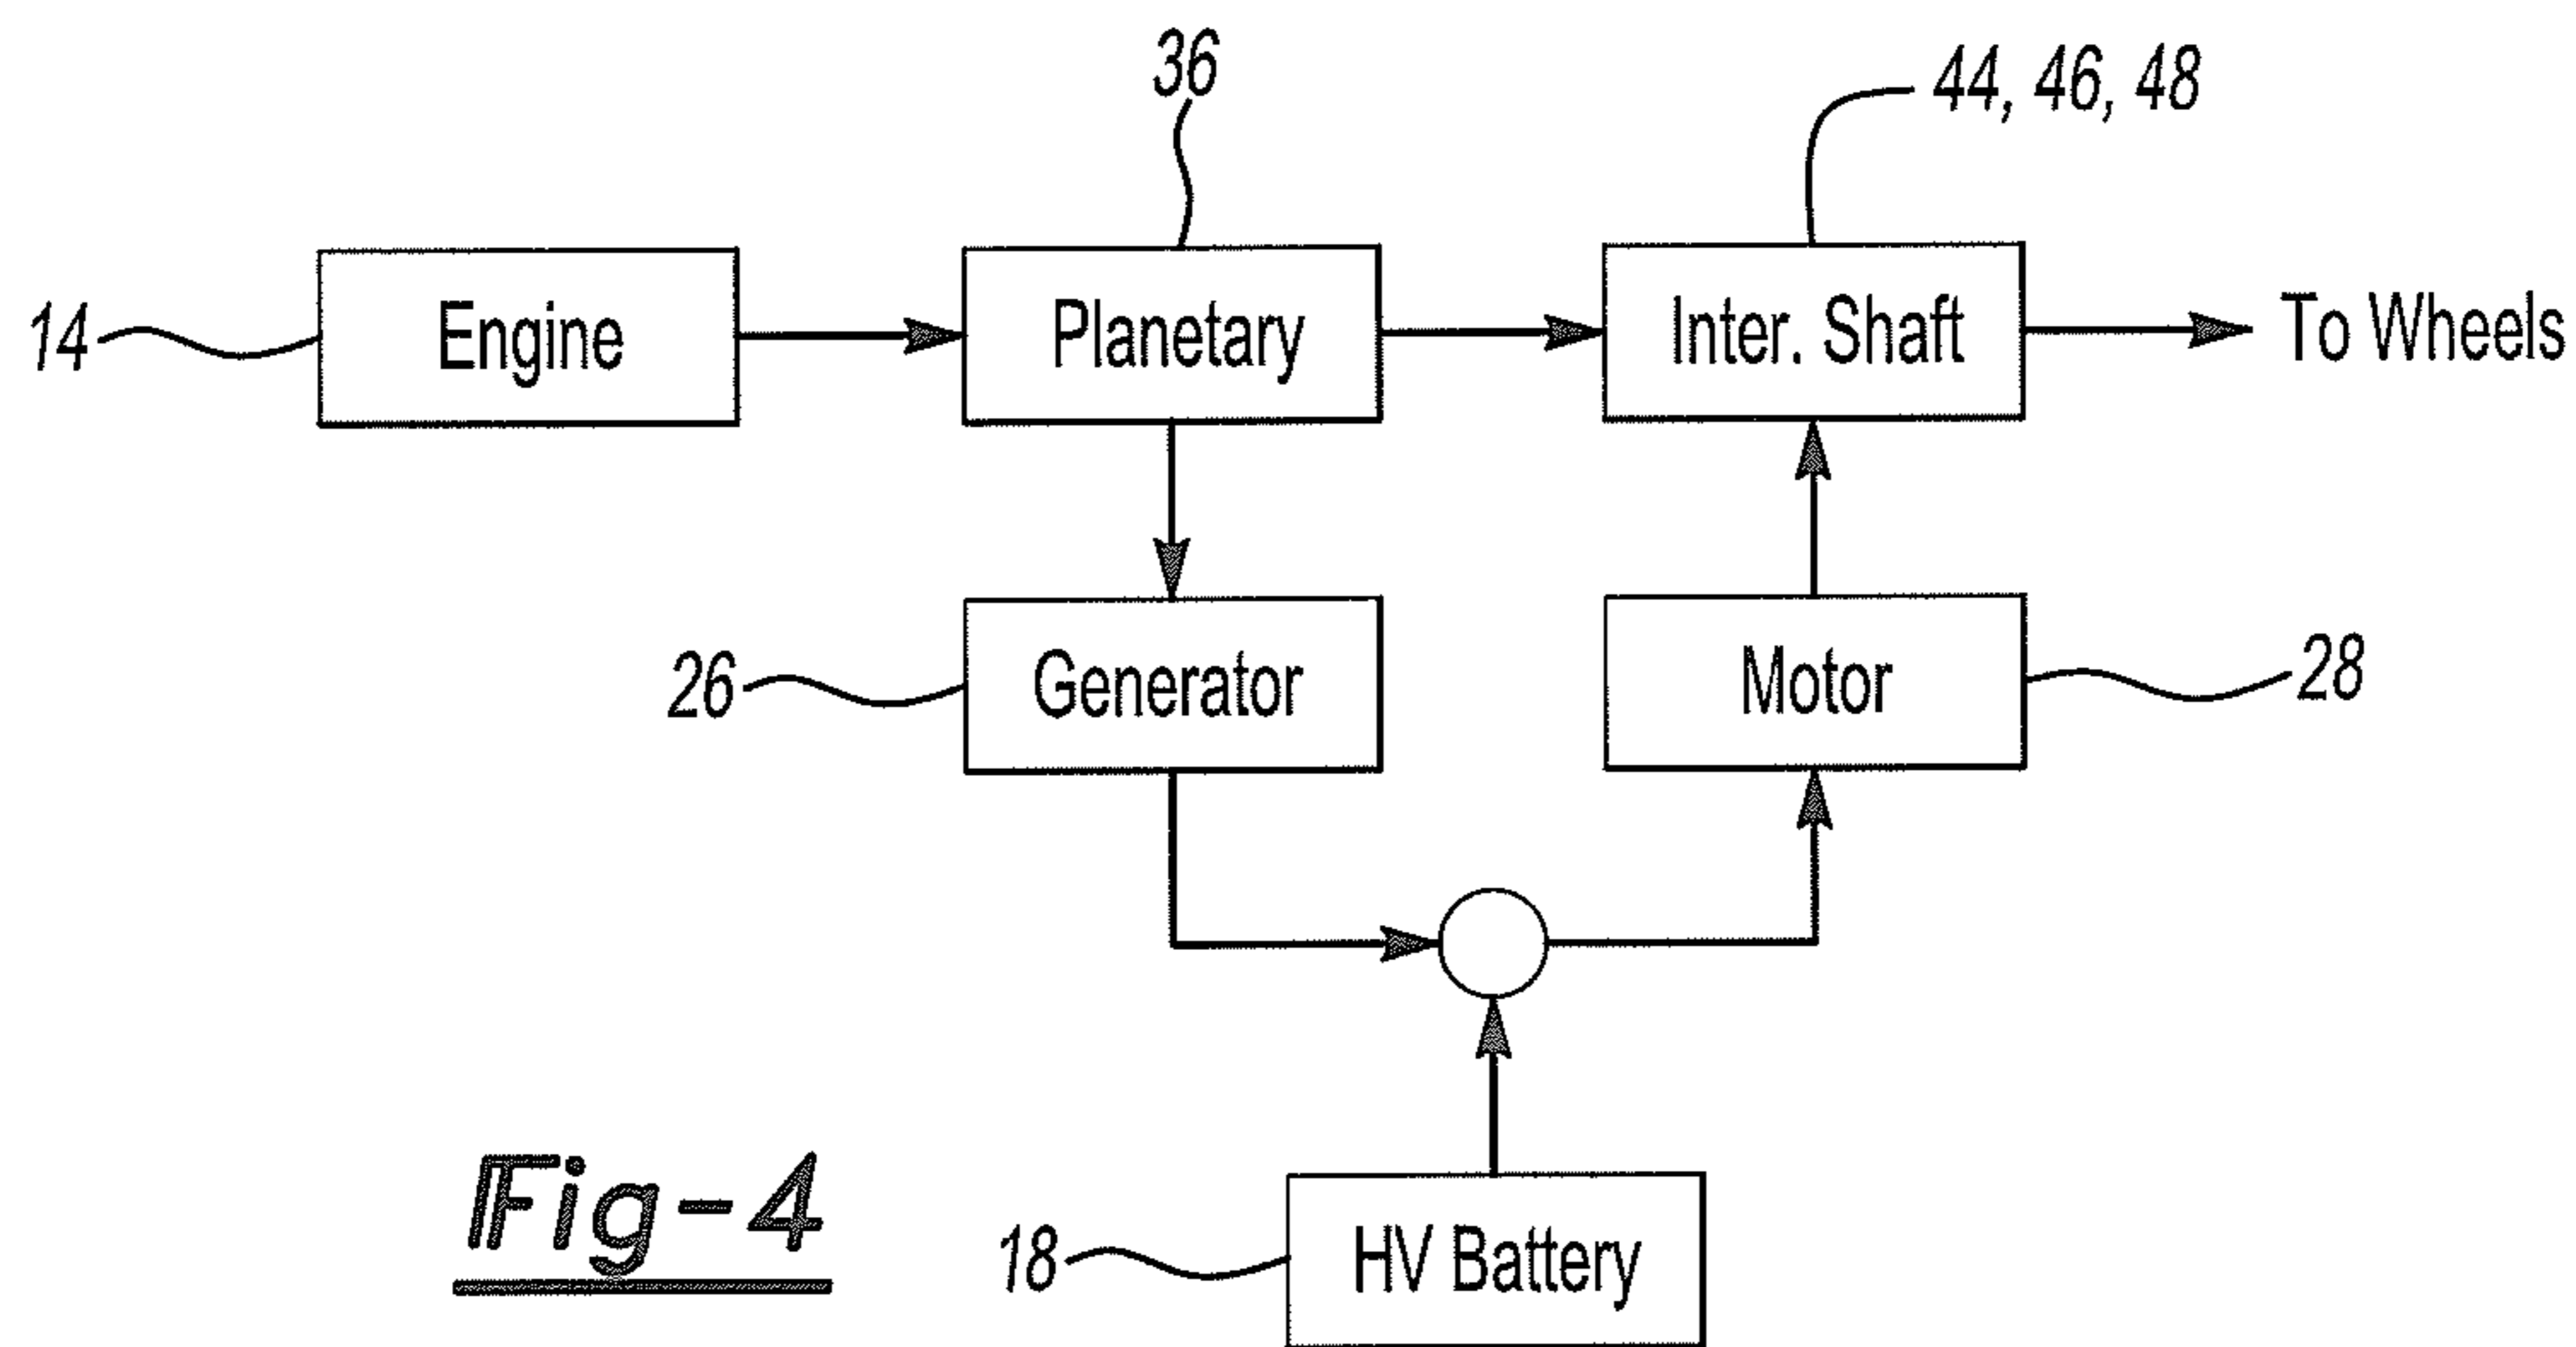 36
44, 46, 48
14
Engine
Planetary
Inter. Shaft
To Wheels
26
Generator
Motor
28
18
HV Battery
Fig-4